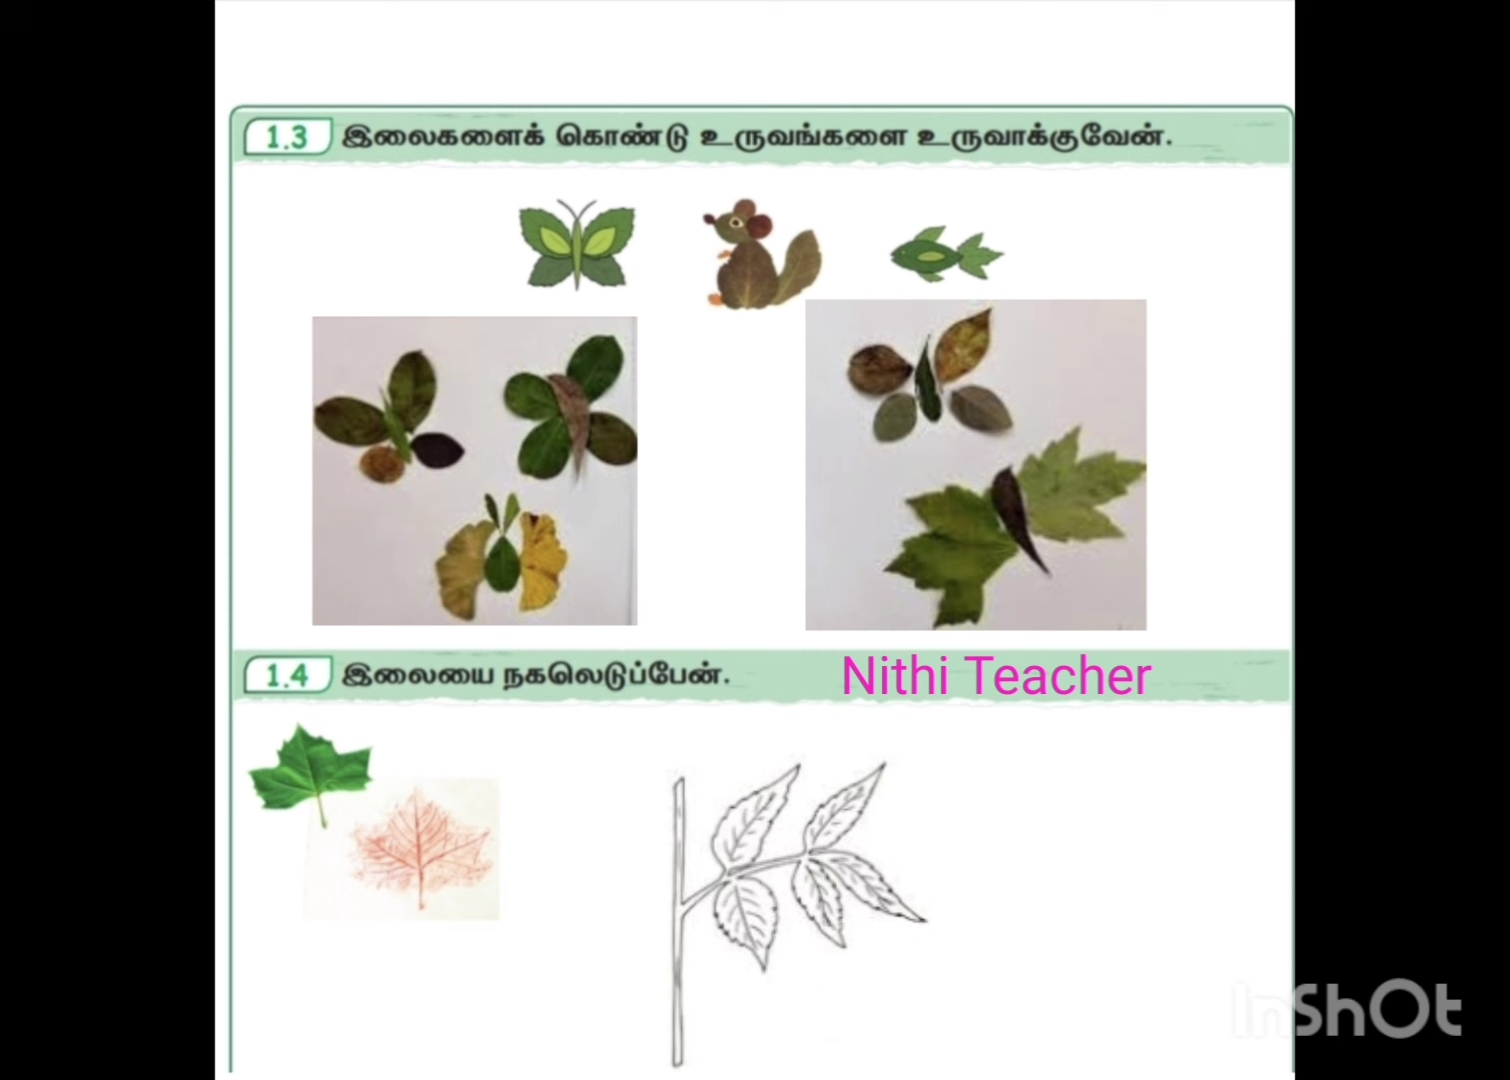 1.3 இலைகளைக் கொண்டு உருவங்களை உருவாக்குவேன்.
1.4 இலையை நகலெடுப்பேன். Nithi Teacher
InShOt